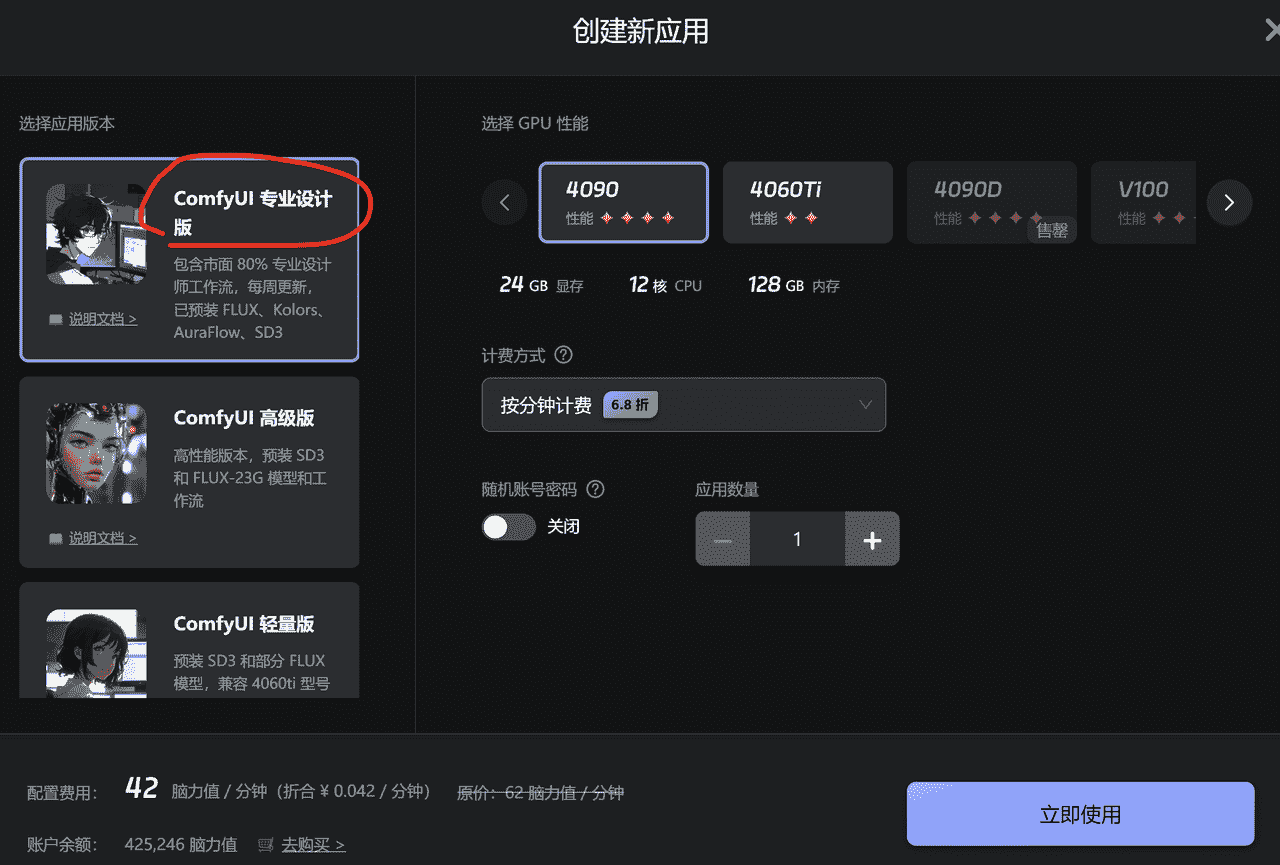 创建新应用
选择应用版本
ComfyUI 专业设计
版
包含市面 80% 专业设计
师工作流，每周更新，
已预装 FLUX、Kolors、
AuraFlow、SD3
说明文档 >
ComfyUI 高级版
高性能版本，预装 SD3
和 FLUX-23G 模型和工
作流
说明文档 >
ComfyUI 轻量版
预装 SD3 和部分 FLUX
模型，兼容 4060ti 型号
选择 GPU 性能
4090
性能
4060Ti
性能
4090D
性能
售罄
V100
性能
24 GB 显存 12 核 CPU 128 GB 内存
计费方式
按分钟计费 6.8 折
随机账号密码
关闭
应用数量
1
配置费用： 42 脑力值 / 分钟（折合 ¥ 0.042 / 分钟） 原价：62 脑力值 / 分钟
账户余额： 425,246 脑力值 去购买 >
立即使用